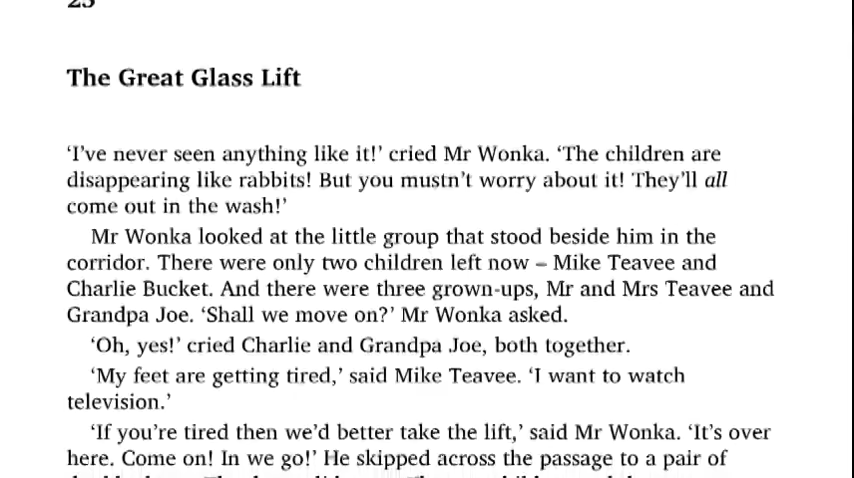 25
The Great Glass Lift
‘I’ve never seen anything like it!’ cried Mr Wonka. ‘The children are
disappearing like rabbits! But you mustn’t worry about it! They’ll all
come out in the wash!’
Mr Wonka looked at the little group that stood beside him in the
corridor. There were only two children left now – Mike Teavee and
Charlie Bucket. And there were three grown-ups, Mr and Mrs Teavee and
Grandpa Joe. ‘Shall we move on?’ Mr Wonka asked.
‘Oh, yes!’ cried Charlie and Grandpa Joe, both together.
‘My feet are getting tired,’ said Mike Teavee. ‘I want to watch
television.’
‘If you’re tired then we’d better take the lift,’ said Mr Wonka. ‘It’s over
here. Come on! In we go!’ He skipped across the passage to a pair of